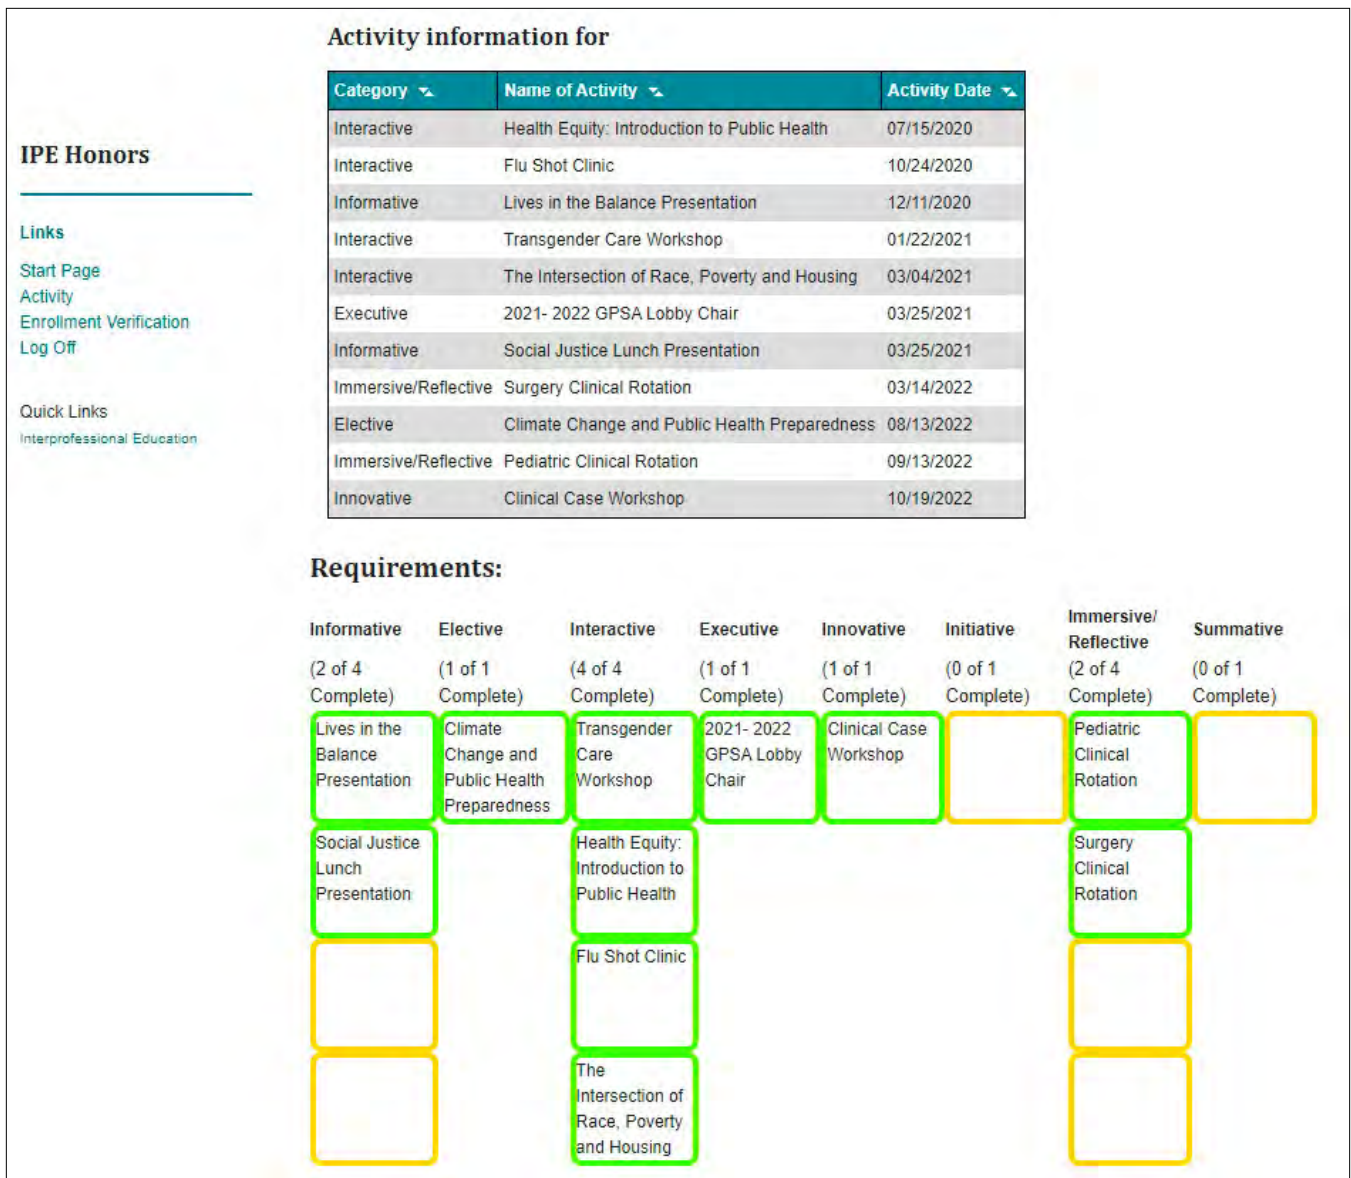 Activity information for
IPE Honors
Links
Start Page
Activity
Enrollment Verification
Log Off
Quick Links
Interprofessional Education
Category Name of Activity Activity Date
Interactive Health Equity: Introduction to Public Health 07/15/2020
Interactive Flu Shot Clinic 10/24/2020
Informative Lives in the Balance Presentation 12/11/2020
Interactive Transgender Care Workshop 01/22/2021
Interactive The Intersection of Race, Poverty and Housing 03/04/2021
Executive 2021- 2022 GPSA Lobby Chair 03/25/2021
Informative Social Justice Lunch Presentation 03/25/2021
Immersive/Reflective Surgery Clinical Rotation 03/14/2022
Elective Climate Change and Public Health Preparedness 08/13/2022
Immersive/Reflective Pediatric Clinical Rotation 09/13/2022
Innovative Clinical Case Workshop 10/19/2022
Requirements:
Informative
(2 of 4
Complete)
Lives in the
Balance
Presentation
Social Justice
Lunch
Presentation
Elective
(1 of 1
Complete)
Climate
Change and
Public Health
Preparedness
Interactive
(4 of 4
Complete)
Transgender
Care
Workshop
Health Equity:
Introduction to
Public Health
Flu Shot Clinic
The
Intersection of
Race, Poverty
and Housing
Executive
(1 of 1
Complete)
2021- 2022
GPSA Lobby
Chair
Innovative
(1 of 1
Complete)
Clinical Case
Workshop
Initiative
(0 of 1
Complete)
Immersive/
Reflective
(2 of 4
Complete)
Pediatric
Clinical
Rotation
Surgery
Clinical
Rotation
Summative
(0 of 1
Complete)